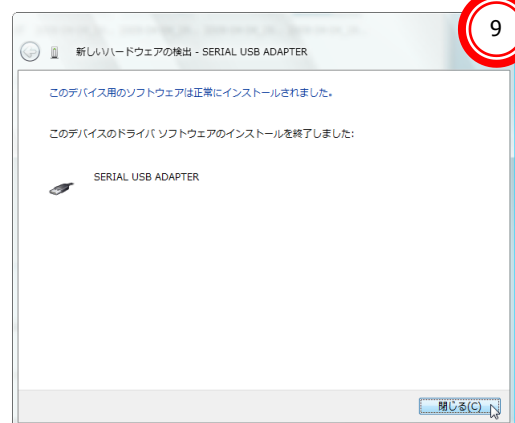 9
新しいハードウェアの検出 - SERIAL USB ADAPTER
このデバイス用のソフトウェアは正常にインストールされました。
このデバイスのドライバ ソフトウェアのインストールを終了しました:
SERIAL USB ADAPTER
閉じる(C)